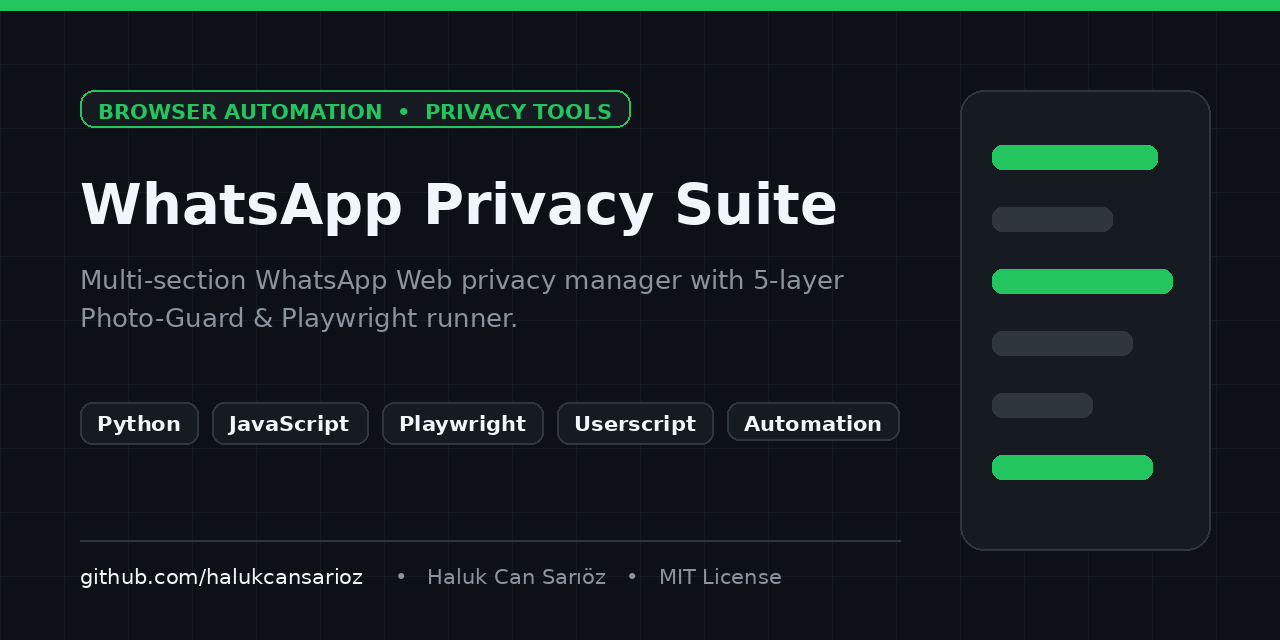 BROWSER AUTOMATION • PRIVACY TOOLS
WhatsApp Privacy Suite
Multi-section WhatsApp Web privacy manager with 5-layer
Photo-Guard & Playwright runner.
Python JavaScript Playwright Userscript Automation
github.com/halukcansarioz • Haluk Can Sarıöz • MIT License